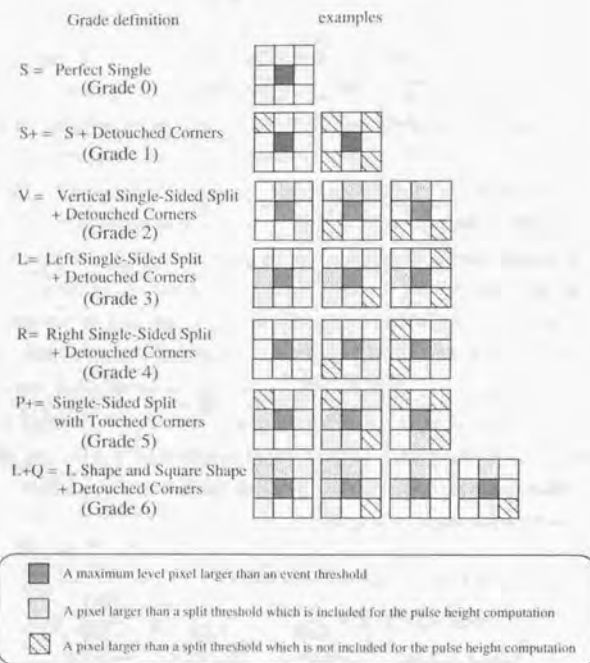 Grade definition examples
S = Perfect Single
(Grade 0)
S+ = S + Detouched Corners
(Grade 1)
V = Vertical Single-Sided Split
+ Detouched Corners
(Grade 2)
L= Left Single-Sided Split
+ Detouched Corners
(Grade 3)
R= Right Single-Sided Split
+ Detouched Corners
(Grade 4)
P+= Single-Sided Split
with Touched Corners
(Grade 5)
L+Q = L Shape and Square Shape
+ Detouched Corners
(Grade 6)
A maximum level pixel larger than an event threshold
A pixel larger than a split threshold which is included for the pulse height computation
A pixel larger than a split threshold which is not included for the pulse height computation